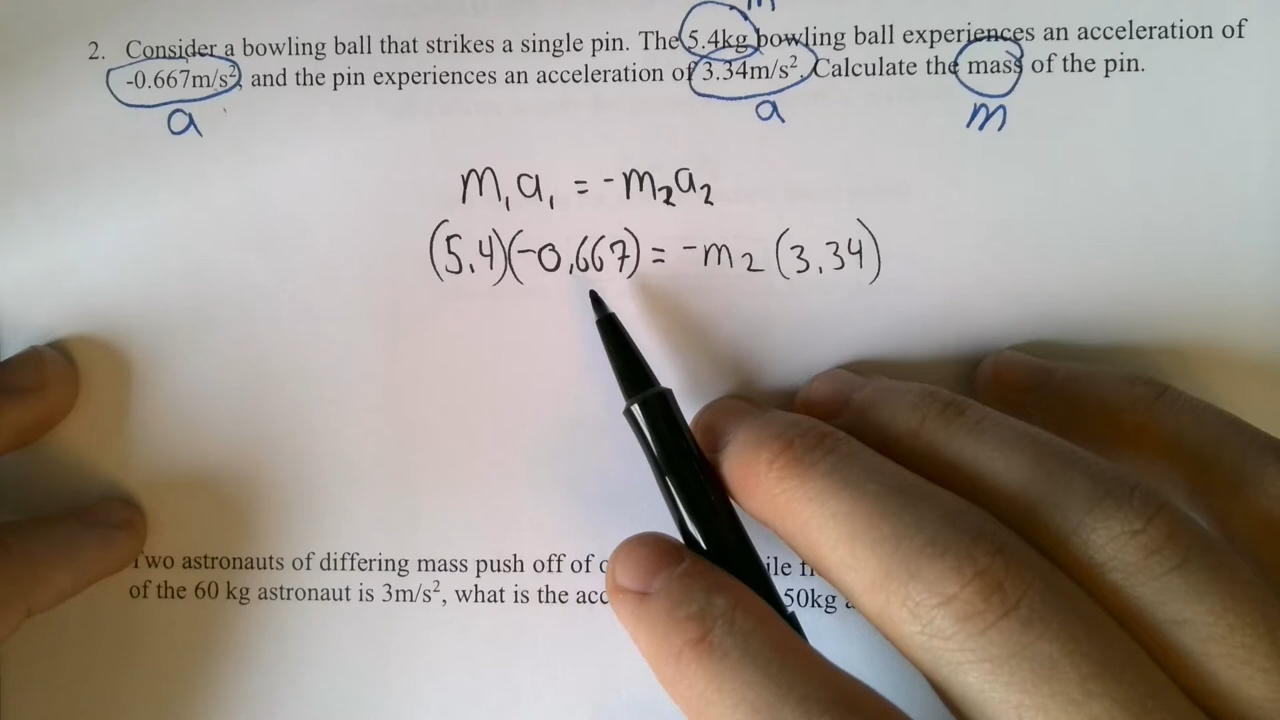 m
2. Consider a bowling ball that strikes a single pin. The 5.4kg bowling ball experiences an acceleration of
-0.667m/s², and the pin experiences an acceleration of 3.34m/s². Calculate the mass of the pin.
a a m
m₁a₁ = -m₂a₂
(5.4)(-0.667) = -m₂ (3.34)
Two astronauts of differing mass push off of
of the 60 kg astronaut is 3m/s², what is the 50kg